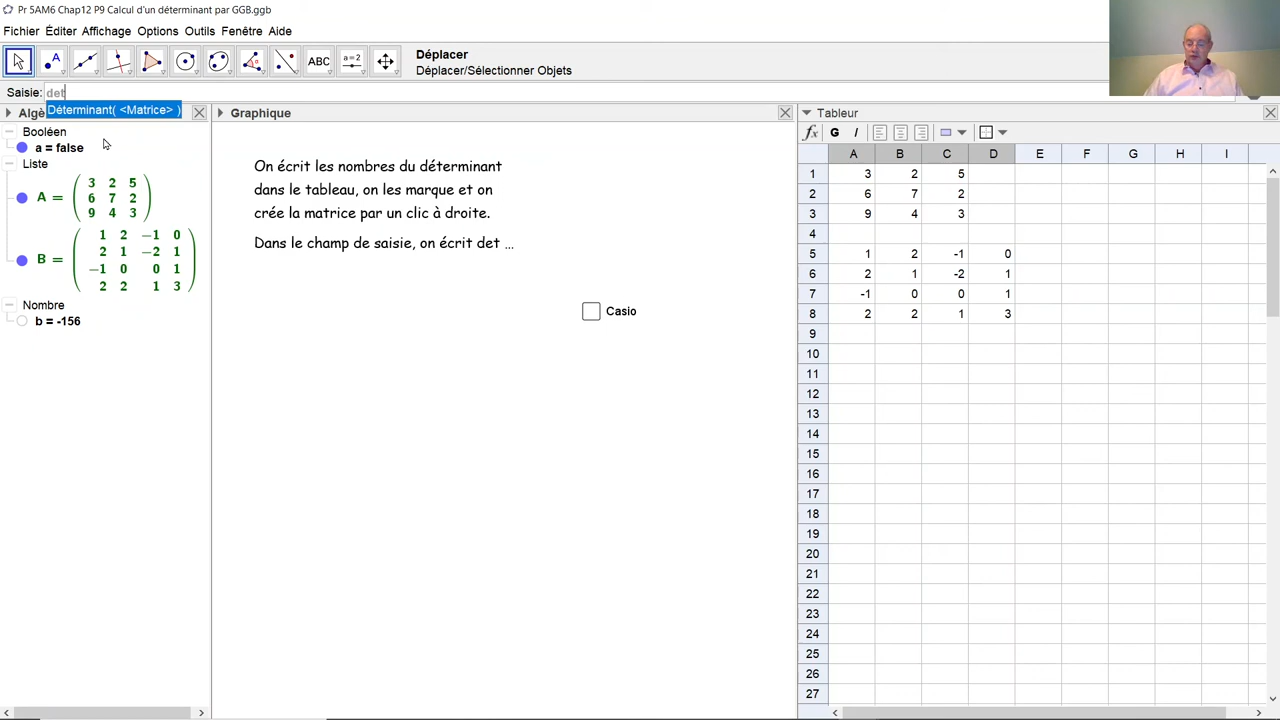 Pr 5AM6 Chap12 P9 Calcul d'un déterminant par GGB.ggb
Fichier Éditer Affichage Options Outils Fenêtre Aide
A ABC a=2
Déplacer
Déplacer/Sélectionner Objets
Saisie: det
Déterminant( <Matrice> )
Algè
Graphique
Tableur
Booléen
a = false
Liste
A = 
3 2 5
6 7 2
9 4 3
B = 
1 2 −1 0
2 1 −2 1
−1 0 0 1
2 2 1 3
Nombre
b = -156
On écrit les nombres du déterminant
dans le tableau, on les marque et on
crée la matrice par un clic à droite.
Dans le champ de saisie, on écrit det ...
Casio
fx G I
A B C D E F G H I
1 3 2 5
2 6 7 2
3 9 4 3
4
5 1 2 -1 0
6 2 1 -2 1
7 -1 0 0 1
8 2 2 1 3
9
10
11
12
13
14
15
16
17
18
19
20
21
22
23
24
25
26
27